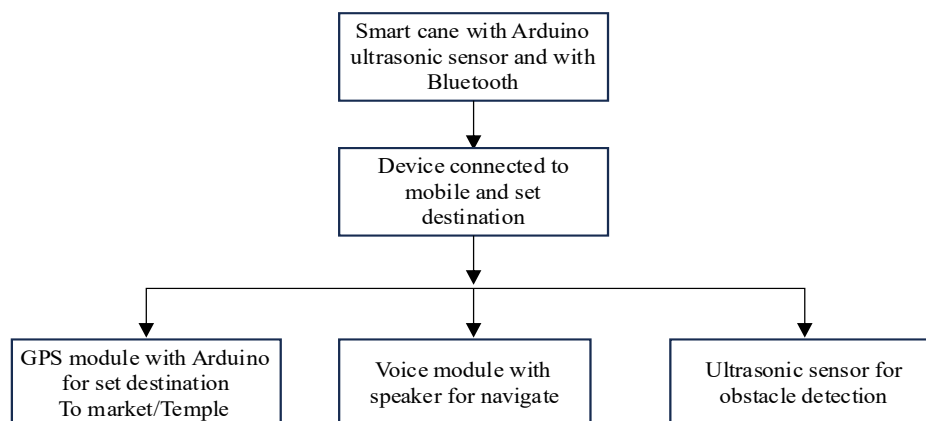 Smart cane with Arduino
ultrasonic sensor and with
Bluetooth
Device connected to
mobile and set
destination
GPS module with Arduino
for set destination
To market/Temple
Voice module with
speaker for navigate
Ultrasonic sensor for
obstacle detection